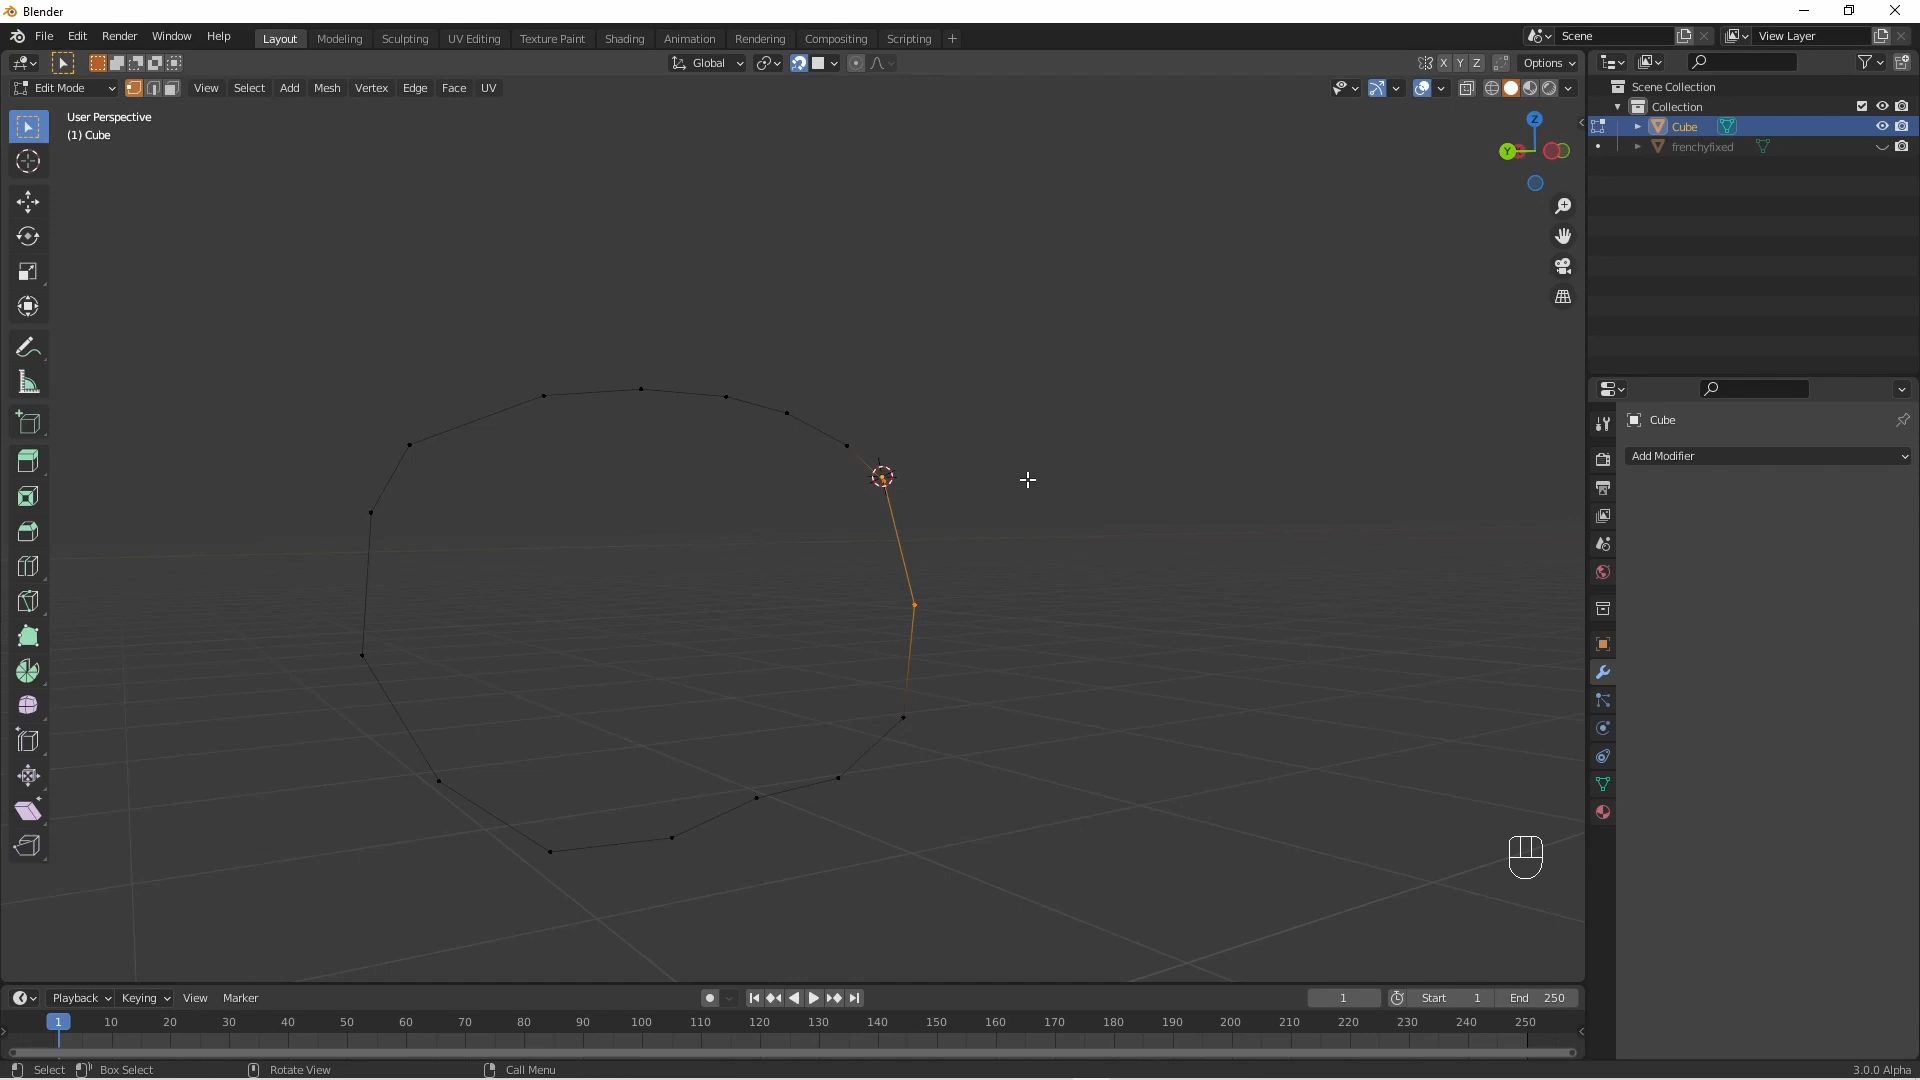 Blender
File Edit Render Window Help Layout Modeling Sculpting UV Editing Texture Paint Shading Animation Rendering Compositing Scripting + Scene View Layer
Global X Y Z Options
Edit Mode View Select Add Mesh Vertex Edge Face UV
User Perspective
(1) Cube
Z
Y
Scene Collection
Collection
Cube
frenchyfixed
Cube
Add Modifier
Playback Keying View Marker 1 Start 1 End 250
1 10 20 30 40 50 60 70 80 90 100 110 120 130 140 150 160 170 180 190 200 210 220 230 240 250
Select Box Select Rotate View Call Menu 3.0.0 Alpha